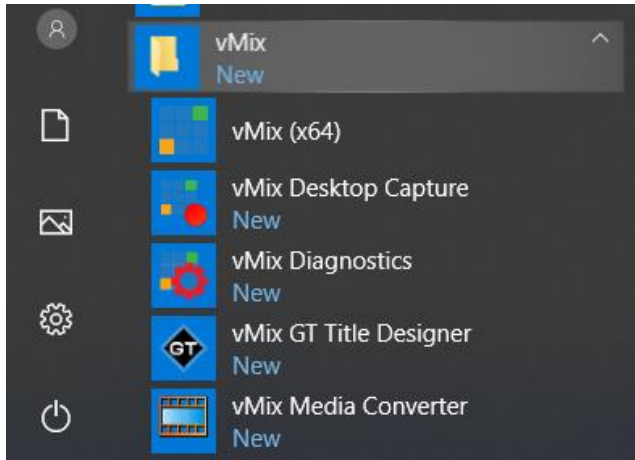 vMix
New
vMix (x64)
vMix Desktop Capture
New
vMix Diagnostics
New
GT
vMix GT Title Designer
New
vMix Media Converter
New